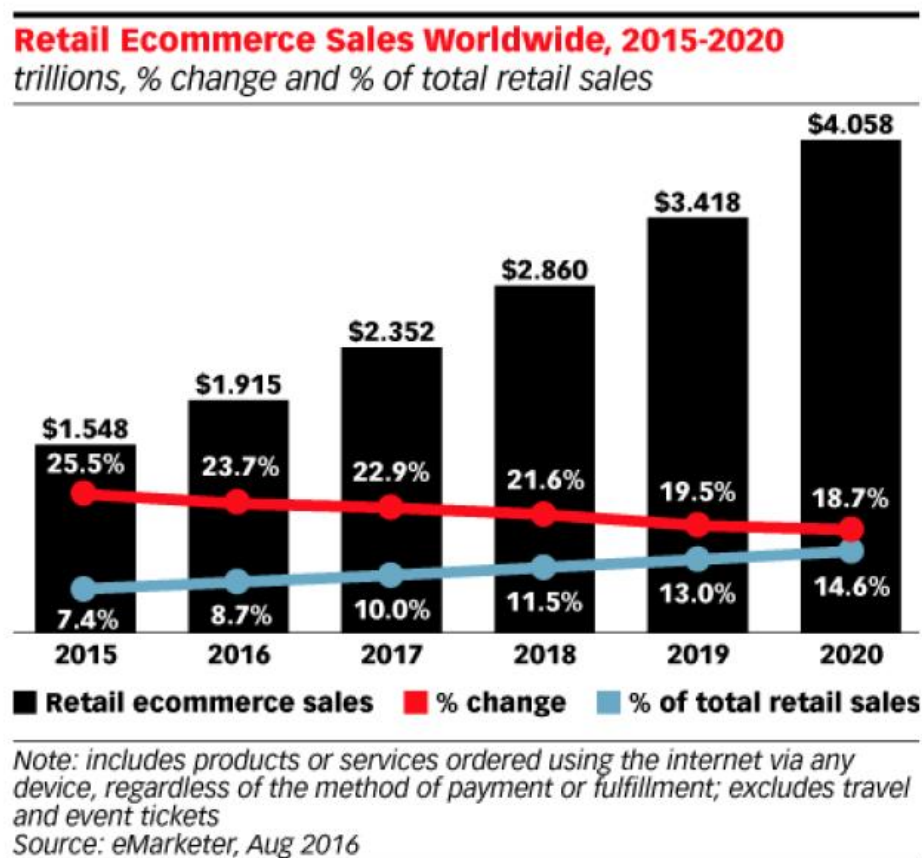 Retail Ecommerce Sales Worldwide, 2015-2020
trillions, % change and % of total retail sales
$4.058
$3.418
$2.860
$2.352
$1.915
$1.548
25.5% 23.7% 22.9% 21.6% 19.5% 18.7%
7.4% 8.7% 10.0% 11.5% 13.0% 14.6%
2015 2016 2017 2018 2019 2020
Retail ecommerce sales % change % of total retail sales
Note: includes products or services ordered using the internet via any
device, regardless of the method of payment or fulfillment; excludes travel
and event tickets
Source: eMarketer, Aug 2016